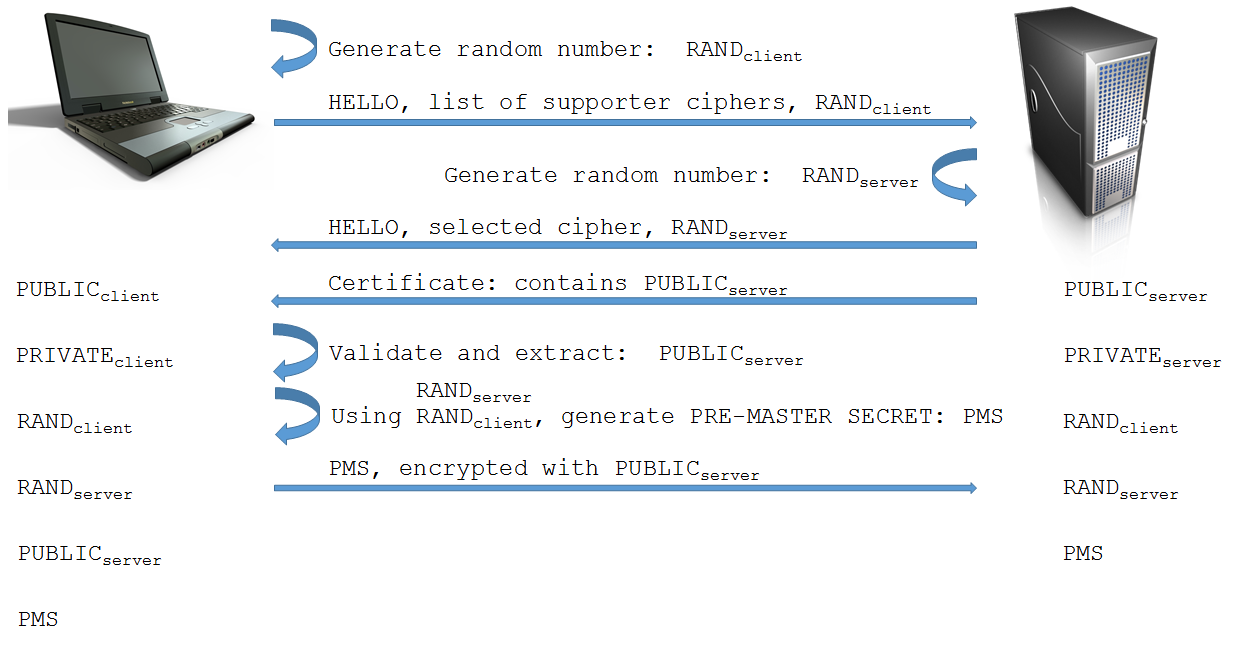 Generate random number: RANDclient
HELLO, list of supporter ciphers, RANDclient
Generate random number: RANDserver
HELLO, selected cipher, RANDserver
Certificate: contains PUBLICserver
Validate and extract: PUBLICserver
RANDserver
Using RANDclient, generate PRE-MASTER SECRET: PMS
PMS, encrypted with PUBLICserver
PUBLICclient
PRIVATEclient
RANDclient
RANDserver
PUBLICserver
PMS
PUBLICserver
PRIVATEserver
RANDclient
RANDserver
PMS